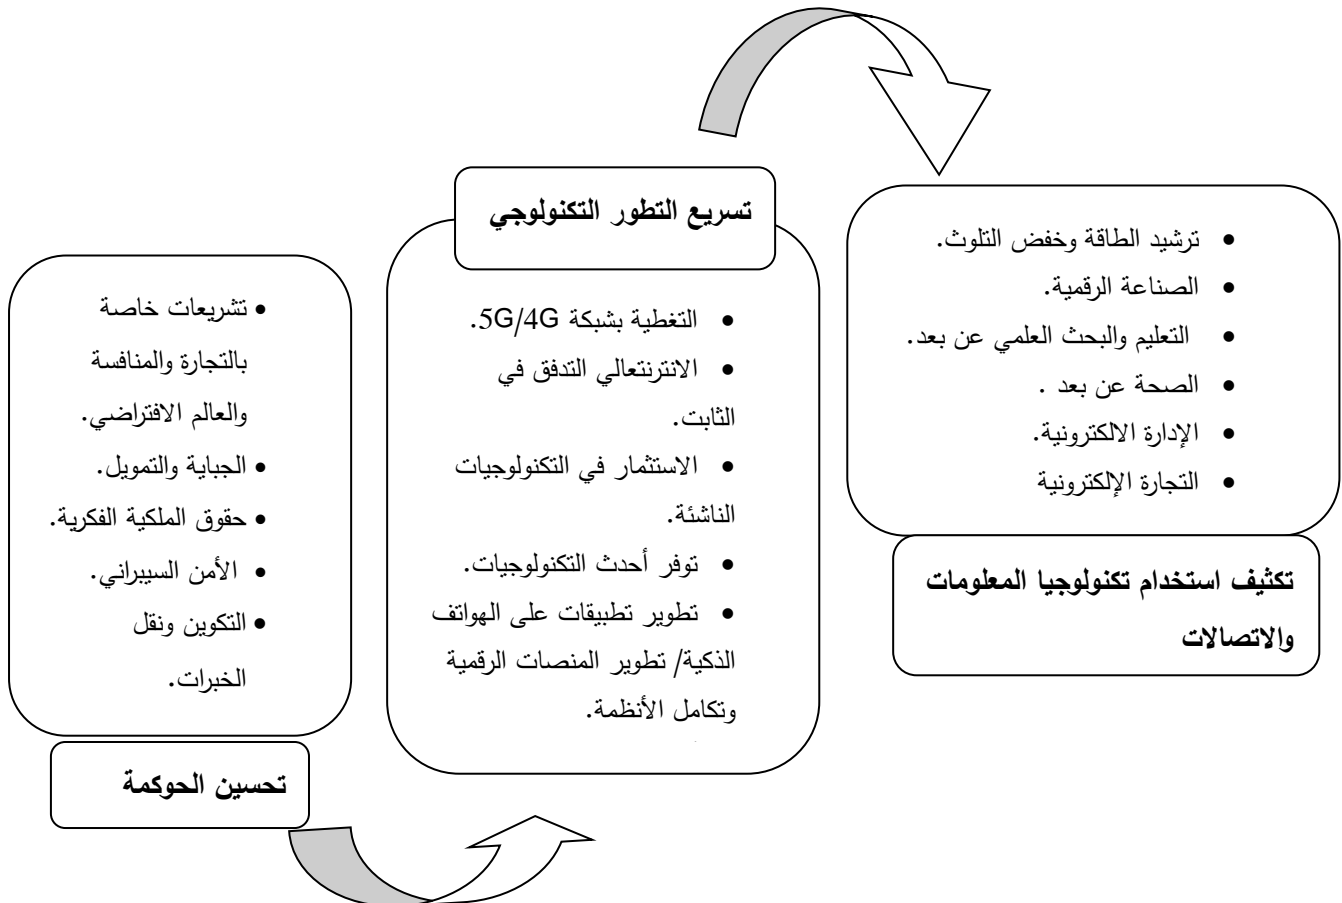 تسريع التطور التكنولوجي
• ترشيد الطاقة وخفض التلوث.
• الصناعة الرقمية.
• التعليم والبحث العلمي عن بعد.
• الصحة عن بعد .
• الإدارة الالكترونية.
• التجارة الإلكترونية
تكثيف استخدام تكنولوجيا المعلومات
والاتصالات
• التغطية بشبكة 5G/4G.
• الانترنتعالي التدفق في
الثابت.
• الاستثمار في التكنولوجيات
الناشئة.
• توفر أحدث التكنولوجيات.
• تطوير تطبيقات على الهواتف
الذكية/ تطوير المنصات الرقمية
وتكامل الأنظمة.
• تشريعات خاصة
بالتجارة والمنافسة
والعالم الافتراضي.
• الجباية والتمويل.
• حقوق الملكية الفكرية.
• الأمن السيبراني.
• التكوين ونقل
الخبرات.
تحسين الحوكمة